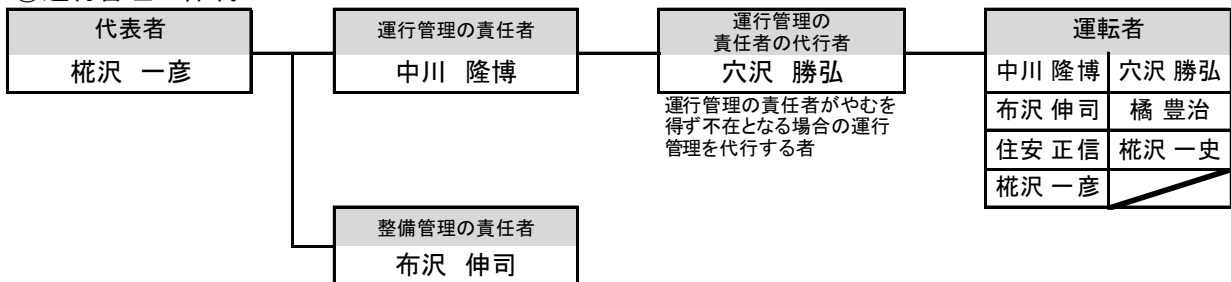 代表者
椛沢 一彦
運行管理の責任者
中川 隆博
運行管理の
責任者の代行者
穴沢 勝弘
運行管理の責任者がやむを
得ず不在となる場合の運行
管理を代行する者
運転者
中川 隆博 穴沢 勝弘
布沢 伸司 橘 豊治
住安 正信 椛沢 一史
椛沢 一彦
整備管理の責任者
布沢 伸司